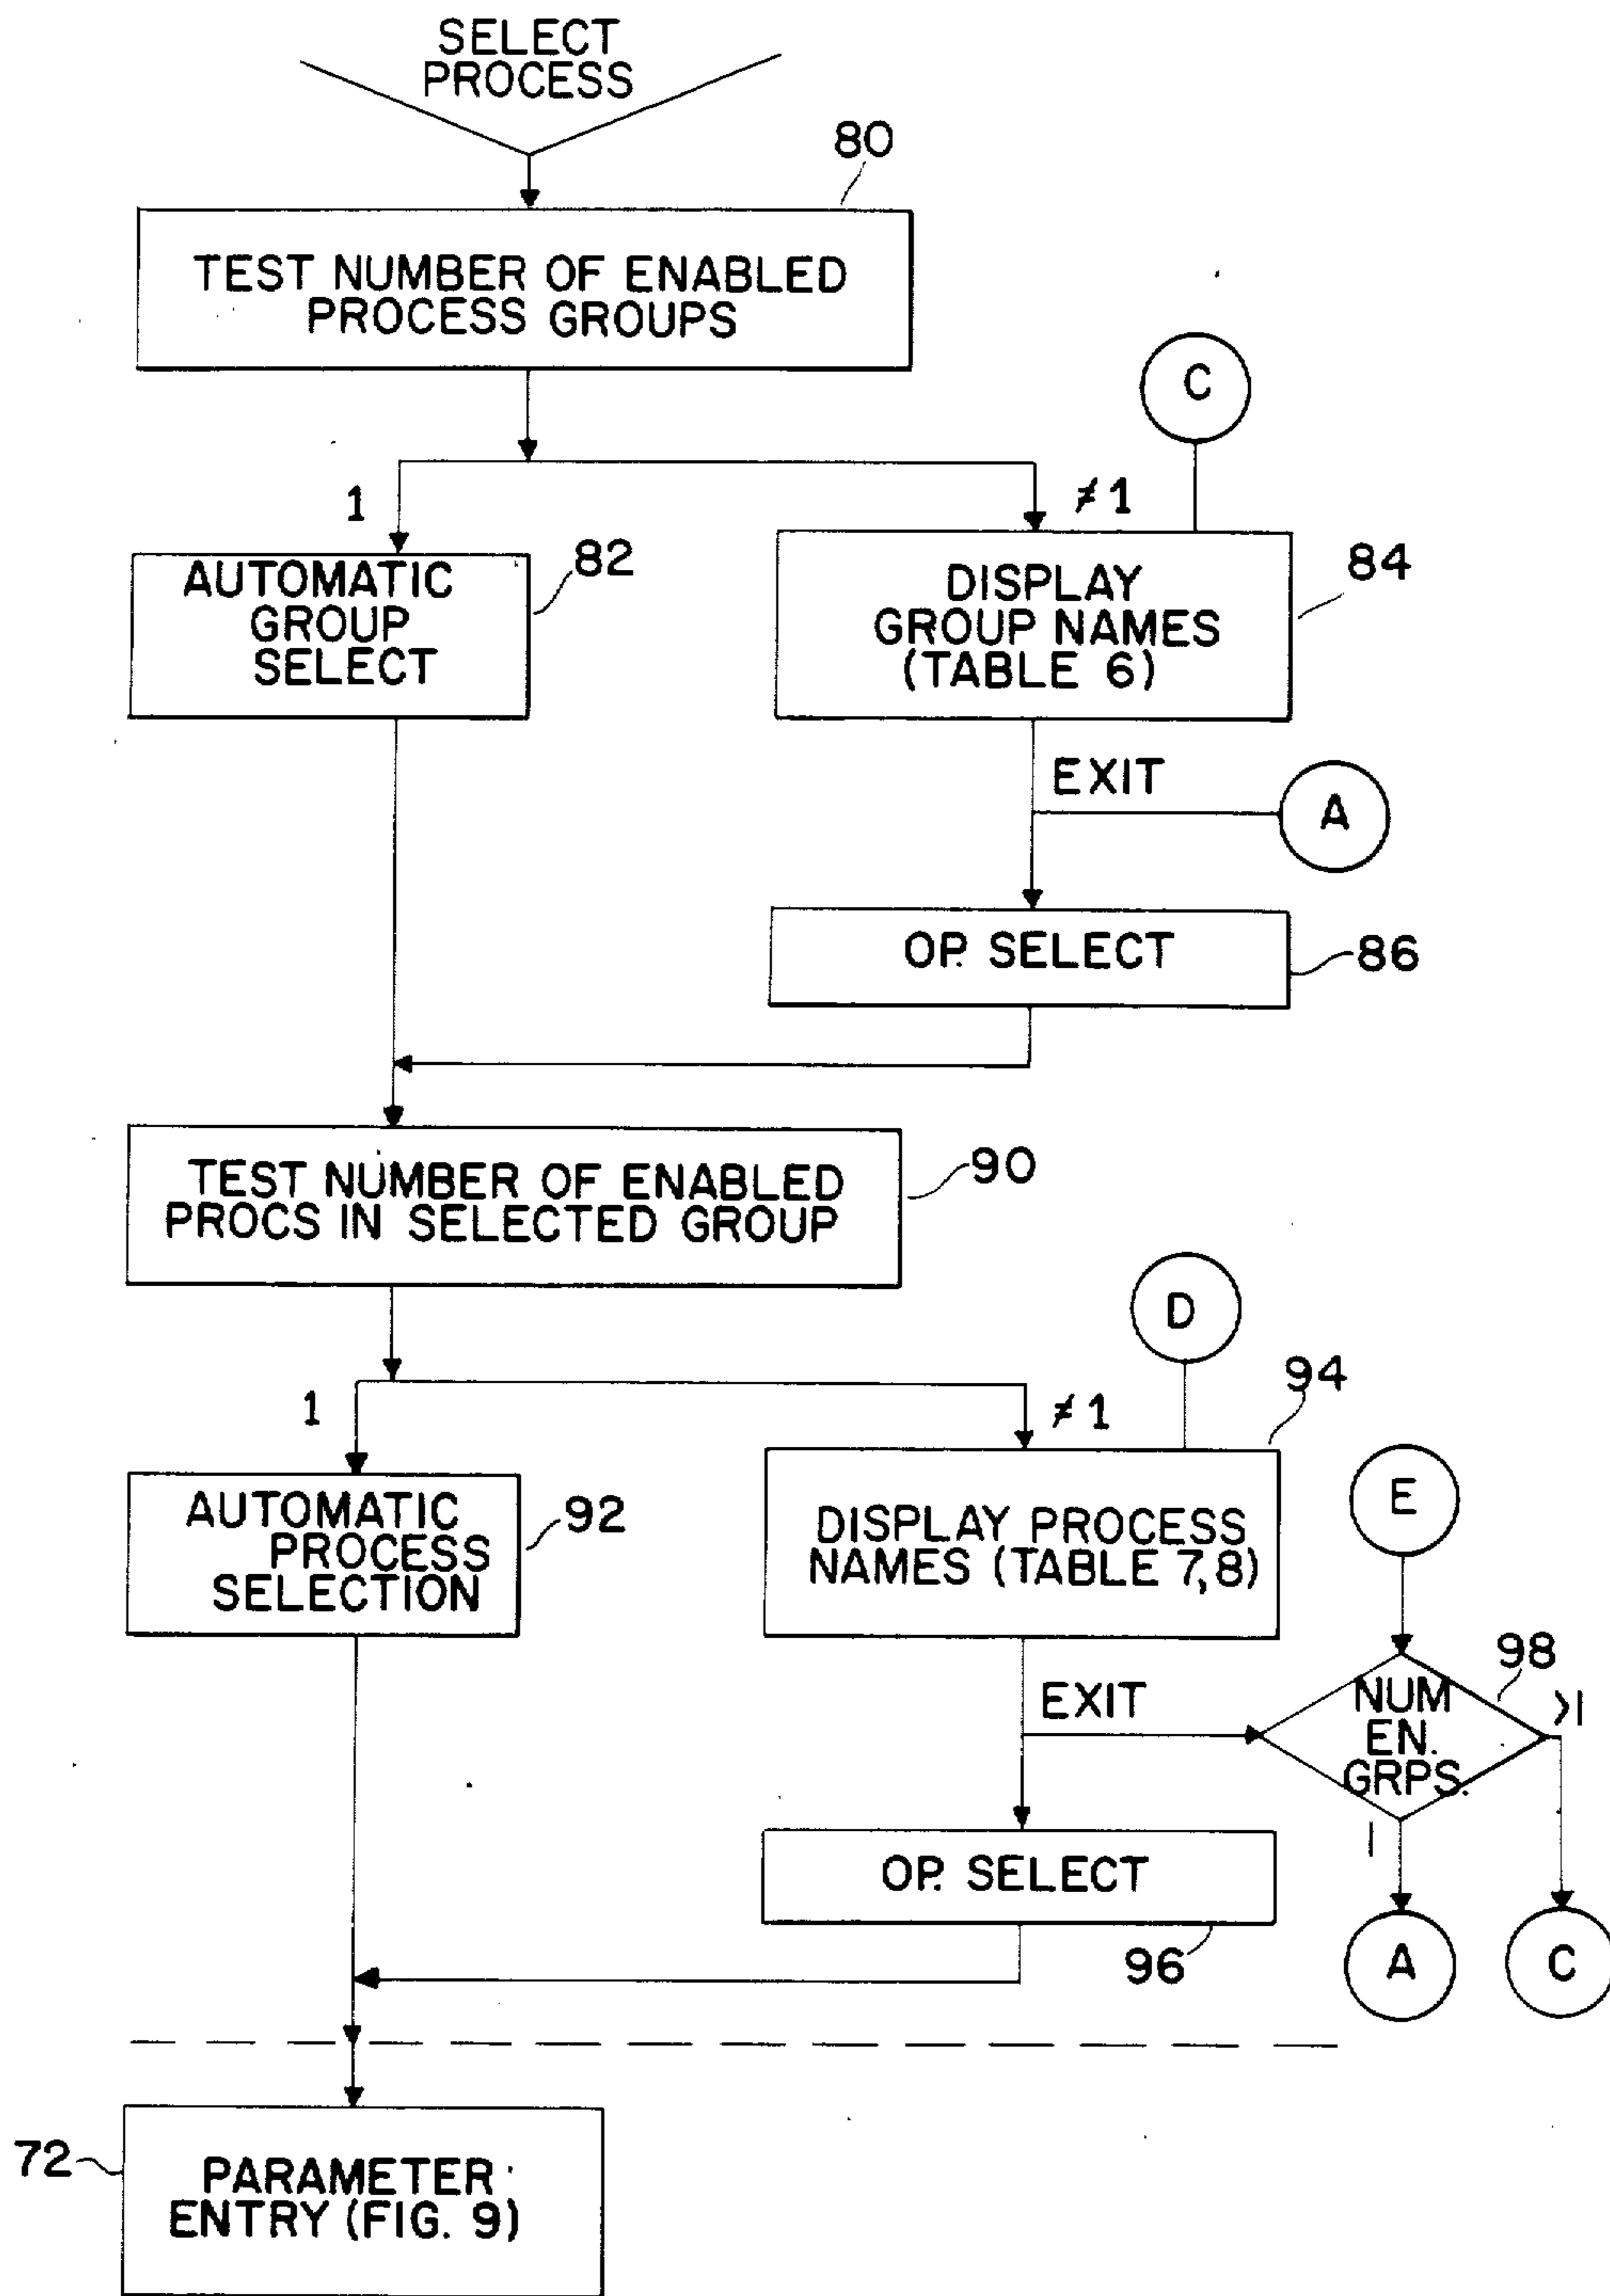 SELECT
PROCESS
80
TEST NUMBER OF ENABLED
PROCESS GROUPS
C
1
≠1
AUTOMATIC
GROUP
SELECT
82
DISPLAY
GROUP NAMES
(TABLE 6)
84
EXIT
A
OP. SELECT
86
TEST NUMBER OF ENABLED
PROCS IN SELECTED GROUP
90
D
1
≠1
94
AUTOMATIC
PROCESS
SELECTION
92
DISPLAY PROCESS
NAMES (TABLE 7,8)
E
EXIT
NUM
EN.
GRPS.
98
>1
1
OP. SELECT
96
A
C
72
PARAMETER
ENTRY (FIG. 9)